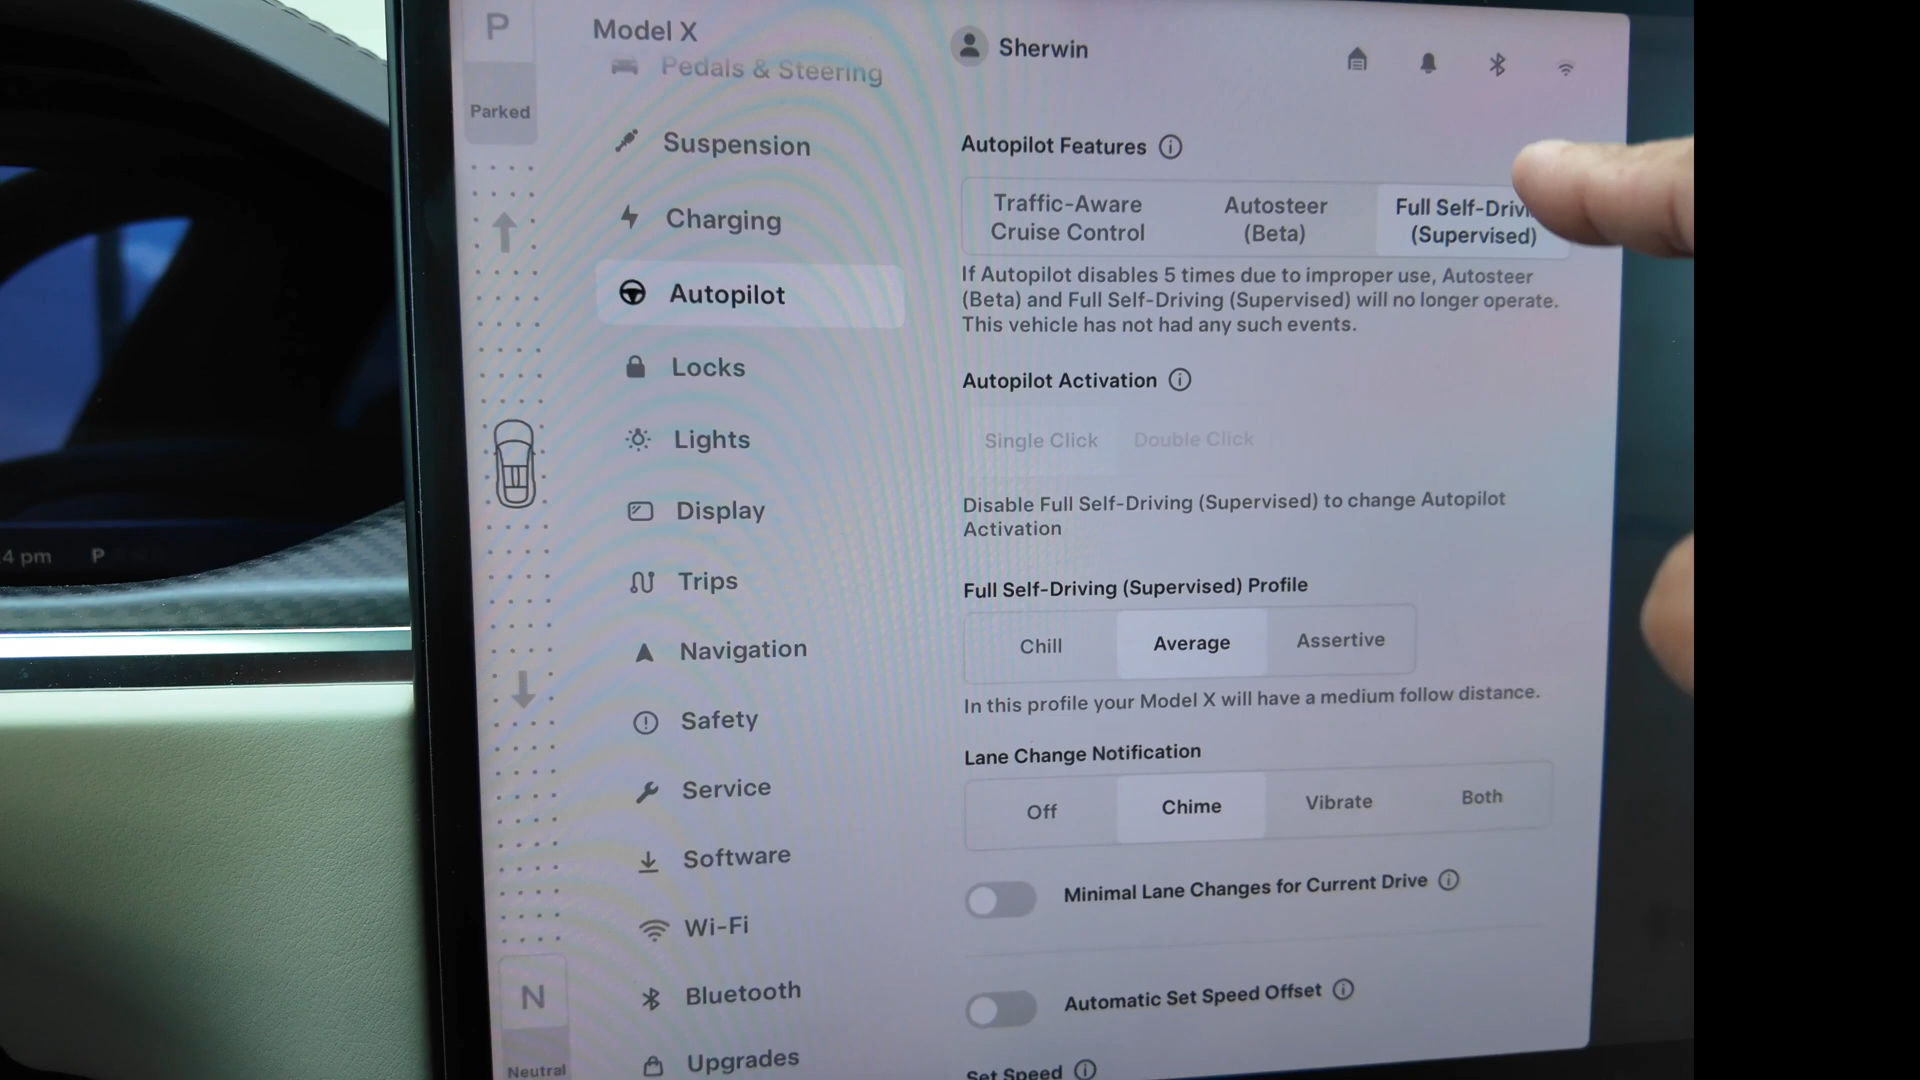 P
Parked
Model X
Pedals & Steering
Suspension
Charging
Autopilot
Locks
Lights
Display
Trips
Navigation
Safety
Service
Software
Wi-Fi
Bluetooth
Upgrades
N
Neutral
4 pm P
Sherwin
Autopilot Features
Traffic-Aware
Cruise Control
Autosteer
(Beta)
Full
(Supervised)
If Autopilot disables 5 times due to improper use, Autosteer
(Beta) and Full Self-Driving (Supervised) will no longer operate.
This vehicle has not had any such events.
Autopilot Activation
Single Click Double Click
Disable Full Self-Driving (Supervised) to change Autopilot
Activation
Full Self-Driving (Supervised) Profile
Chill Average Assertive
In this profile your Model X will have a medium follow distance.
Lane Change Notification
Off Chime Vibrate Both
Minimal Lane Changes for Current Drive
Automatic Set Speed Offset
Set Speed